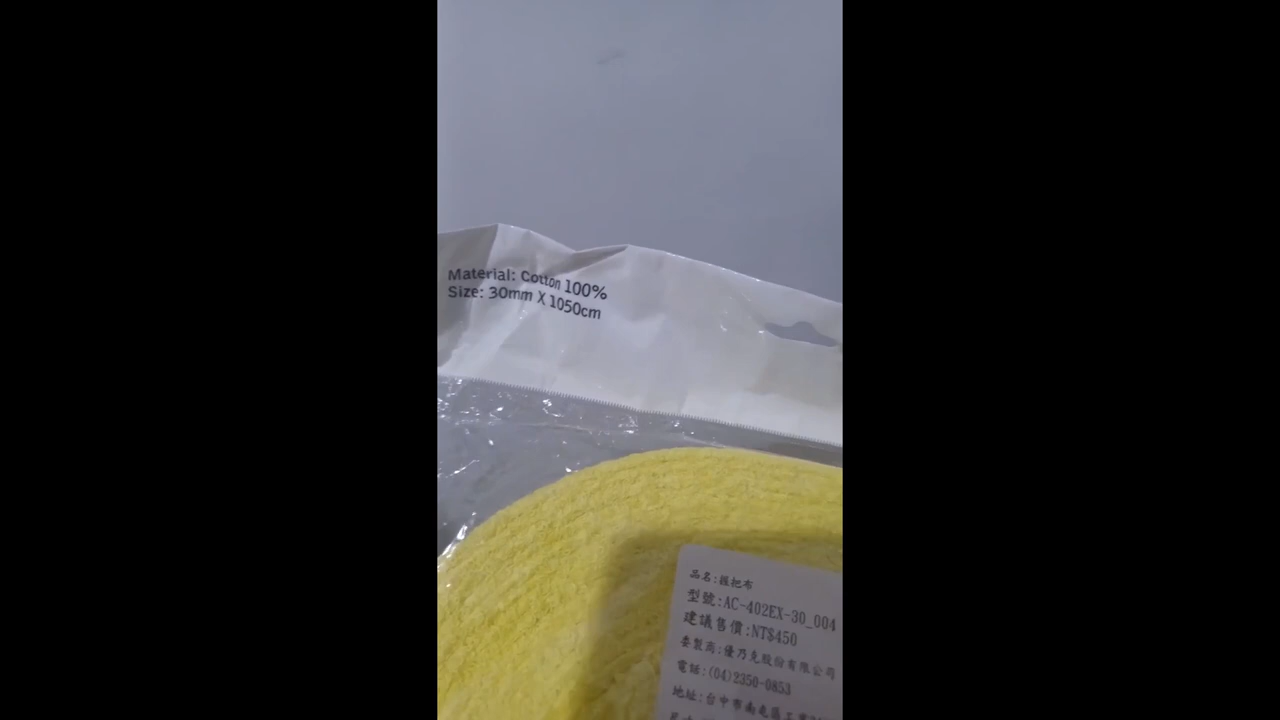 Material: Cotton 100%
Size: 30mm X 1050cm
品名:握把布
型號:AC-402EX-30_004
建議售價:NT$450
委製商:優乃克股份有限公司
電話:(04)2350-0853
地址:台中市南屯區工業